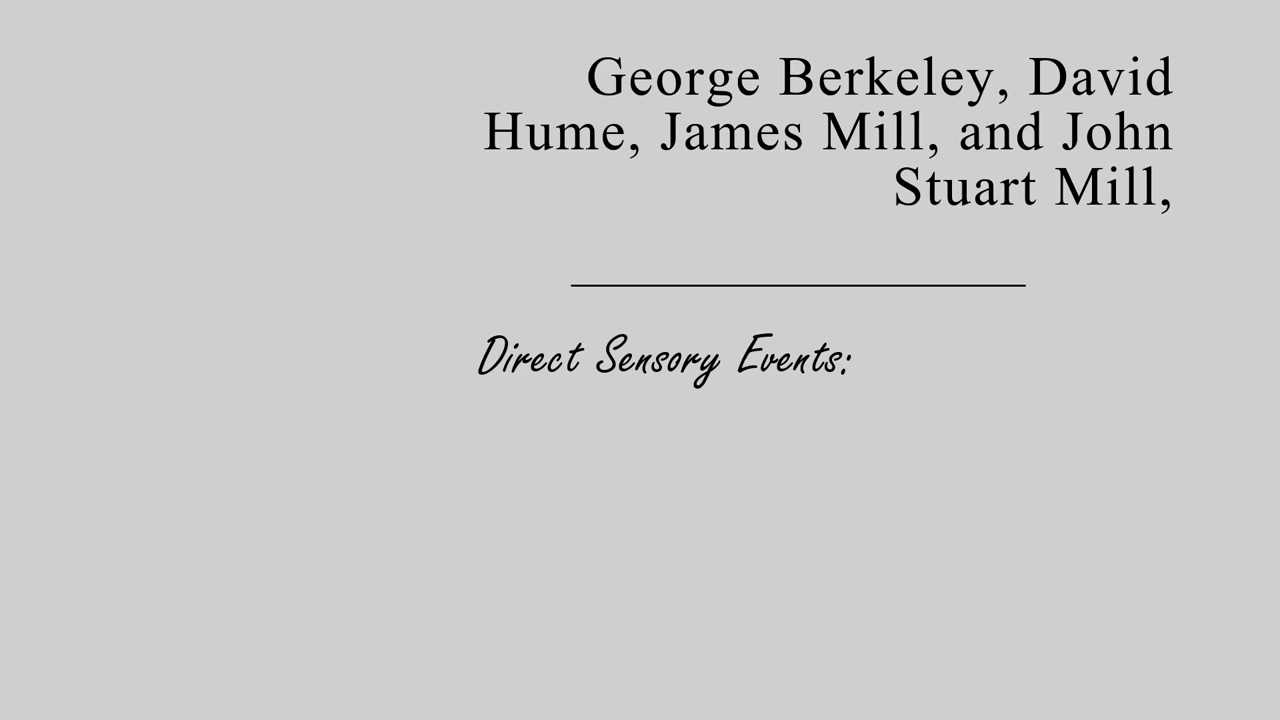 George Berkeley, David
Hume, James Mill, and John
Stuart Mill,
Direct Sensory Events: